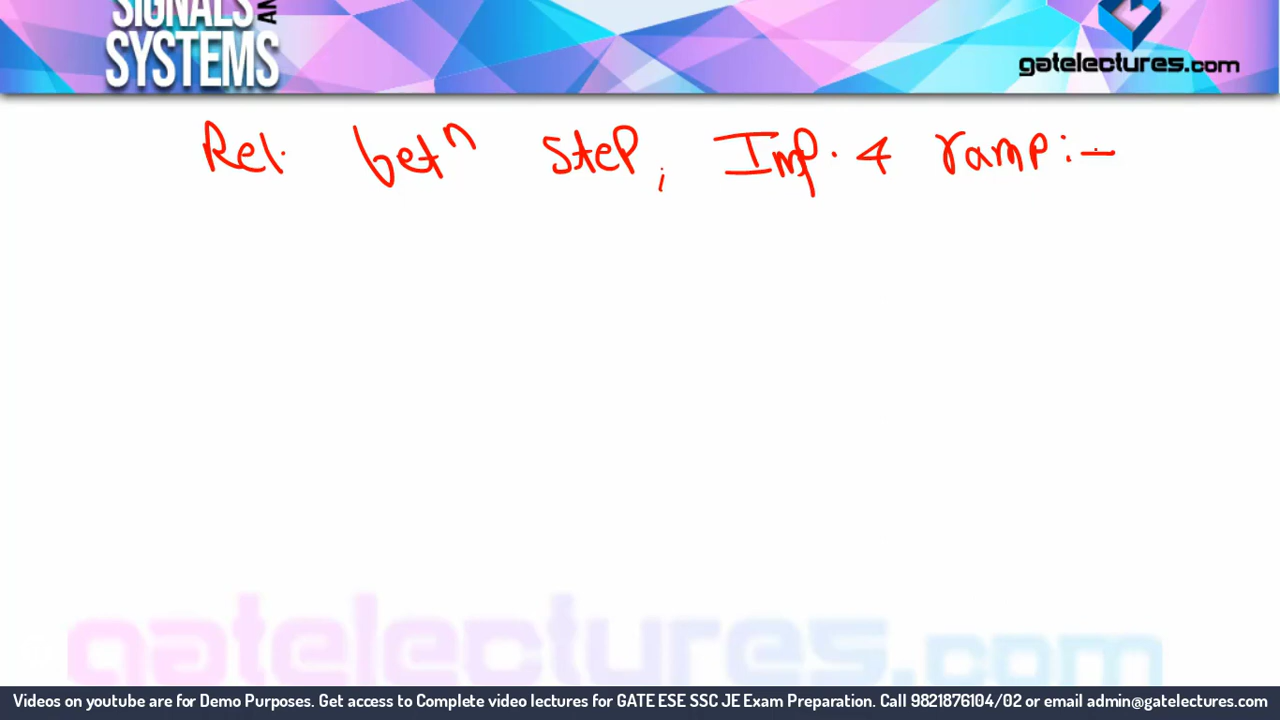 SIGNALS AND
SYSTEMS
gatelectures.com
Rel. betn step, Imp. & ramp:-
gatelectures.com
Videos on youtube are for Demo Purposes. Get access to Complete video lectures for GATE ESE SSC JE Exam Preparation. Call 9821876104/02 or email admin@gatelectures.com